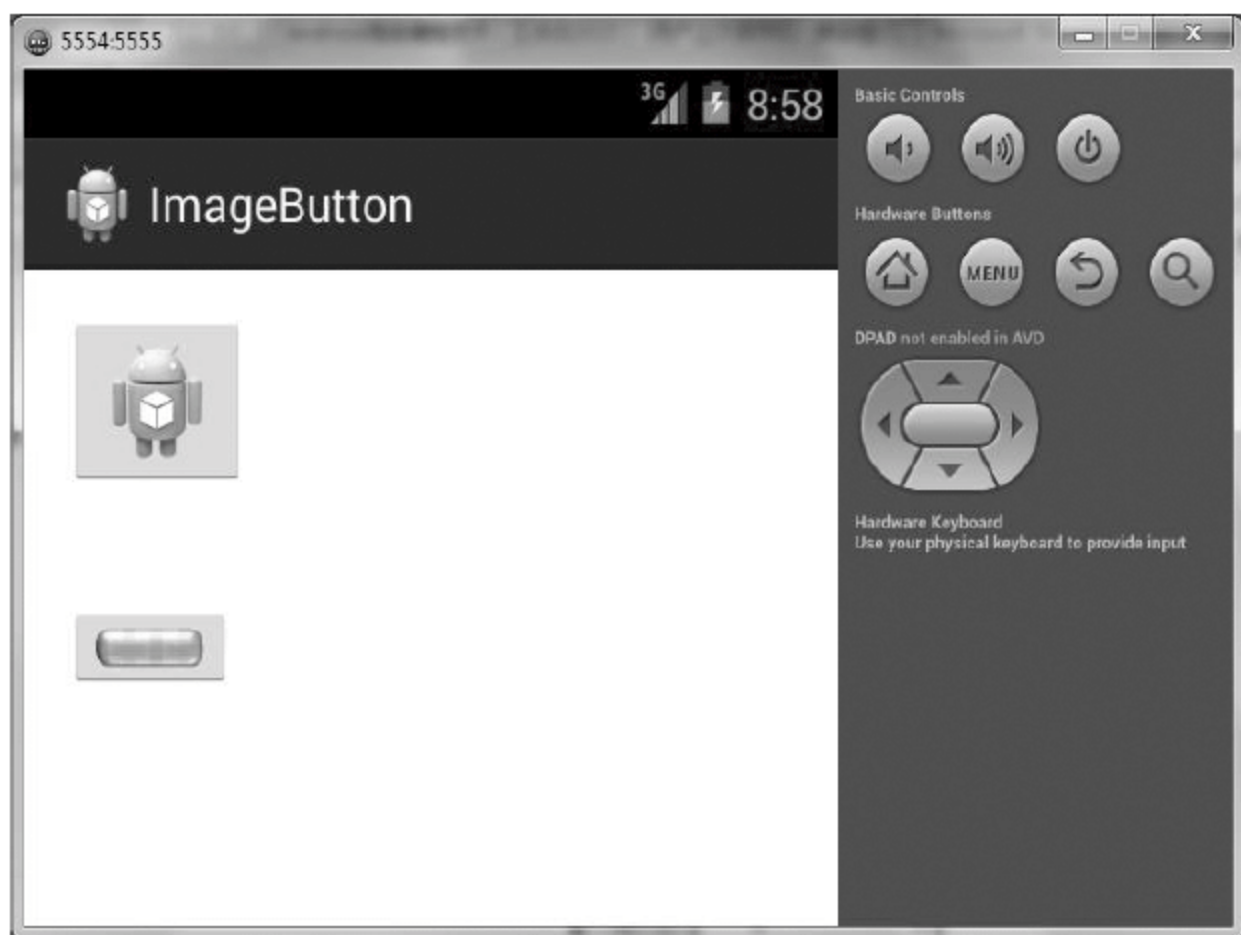 5554:5555
3G 8:58
ImageButton
Basic Controls
Hardware Buttons
MENU
DPAD not enabled in AVD
Hardware Keyboard
Use your physical keyboard to provide input